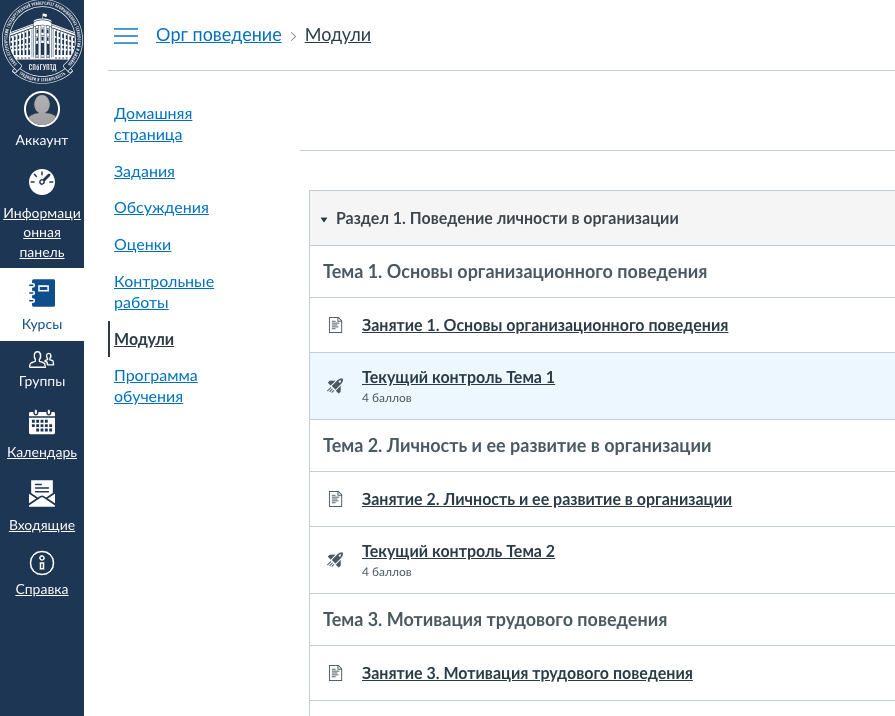 СПбГУПТД
Аккаунт
Информаци
онная
панель
Курсы
Группы
Календарь
Входящие
Справка
Орг поведение
Модули
Домашняя
страница
Задания
Обсуждения
Оценки
Контрольные
работы
Модули
Программа
обучения
Раздел 1. Поведение личности в организации
Тема 1. Основы организационного поведения
Занятие 1. Основы организационного поведения
Текущий контроль Тема 1
4 баллов
Тема 2. Личность и ее развитие в организации
Занятие 2. Личность и ее развитие в организации
Текущий контроль Тема 2
4 баллов
Тема 3. Мотивация трудового поведения
Занятие 3. Мотивация трудового поведения